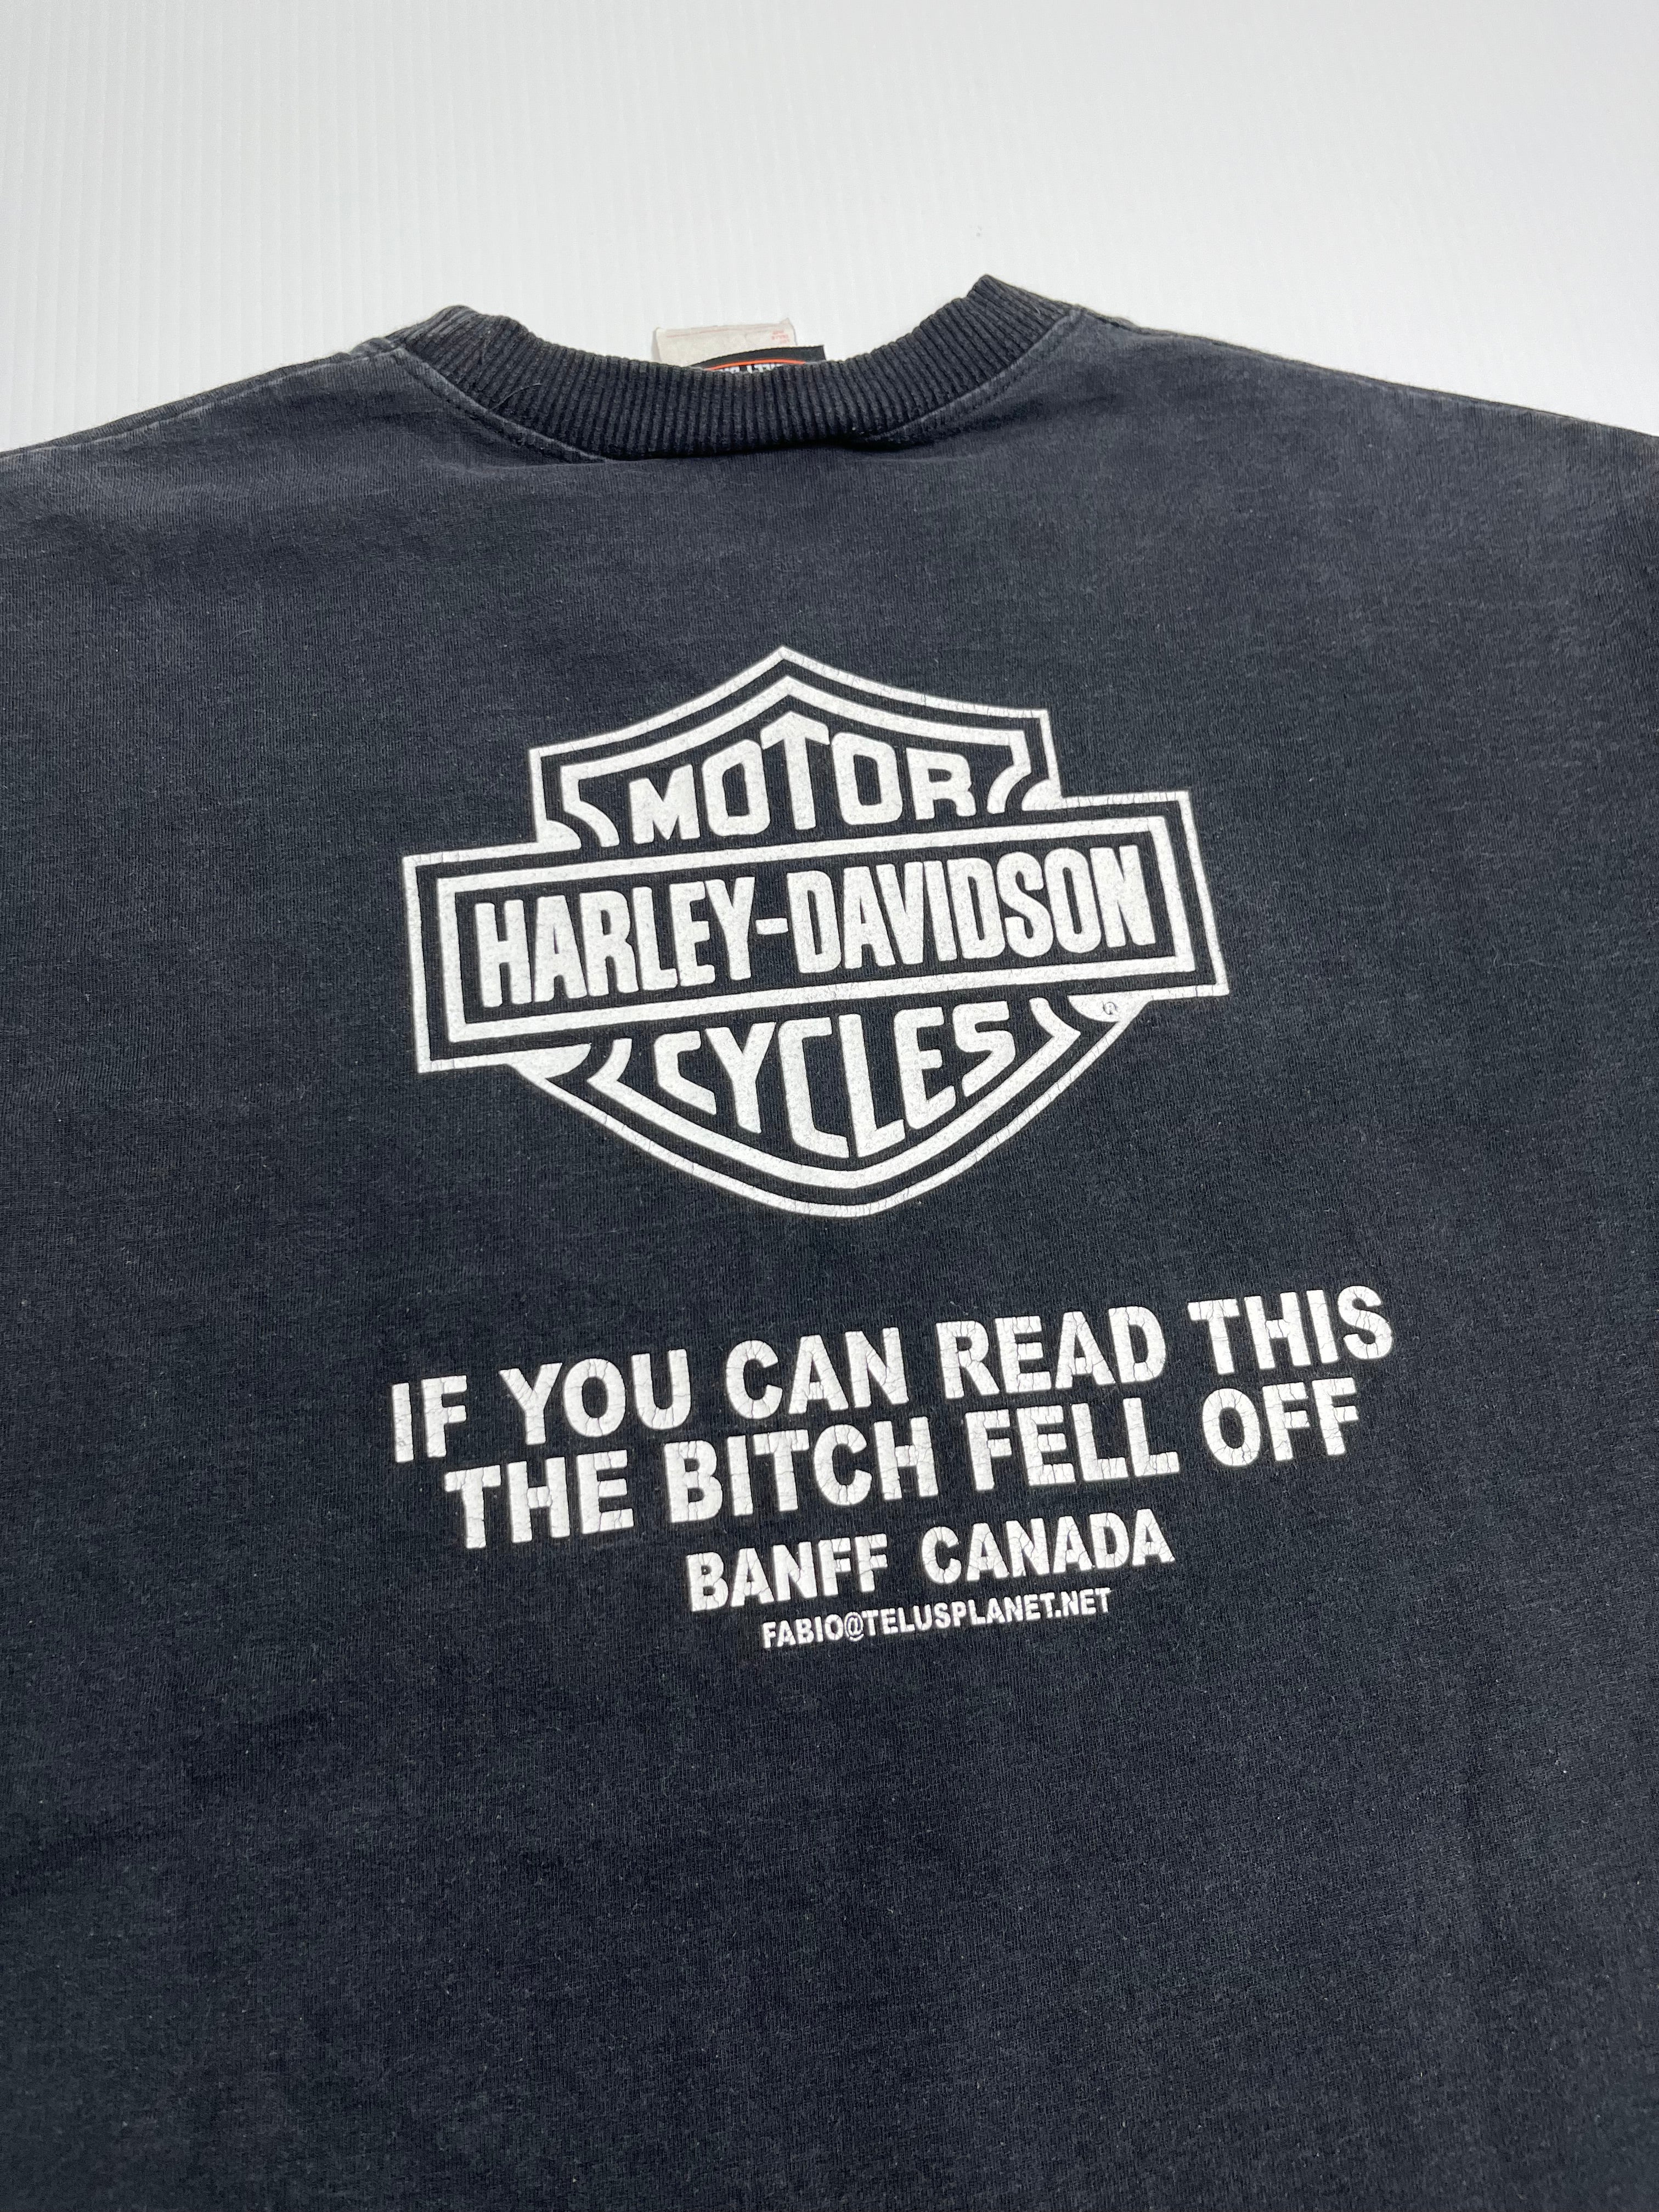 MOTOR
HARLEY-DAVIDSON
CYCLES
®
IF YOU CAN READ THIS
THE BITCH FELL OFF
BANFF CANADA
FABIO@TELUSPLANET.NET